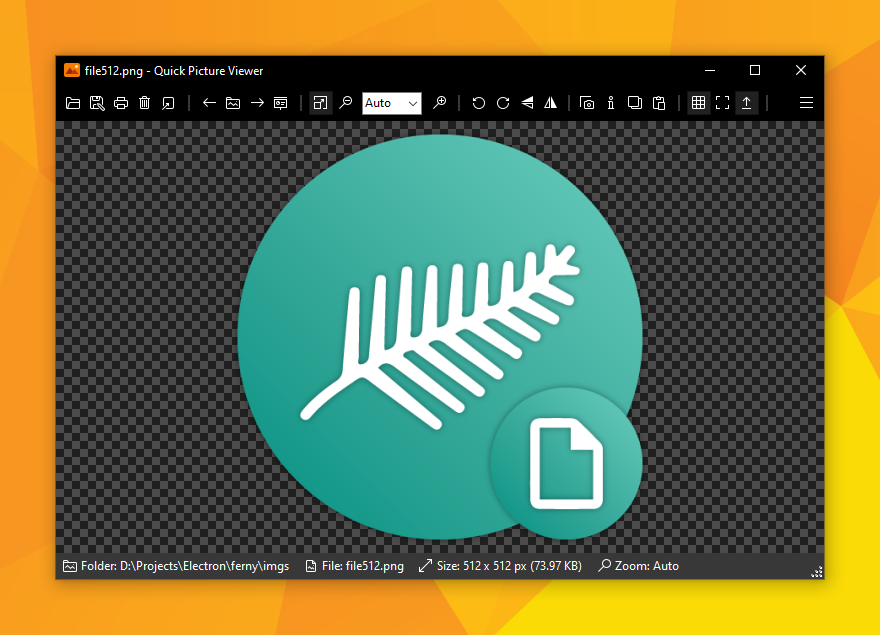 file512.png - Quick Picture Viewer
Auto
Folder: D:\Projects\Electron\ferny\imgs File: file512.png Size: 512 x 512 px (73.97 KB) Zoom: Auto